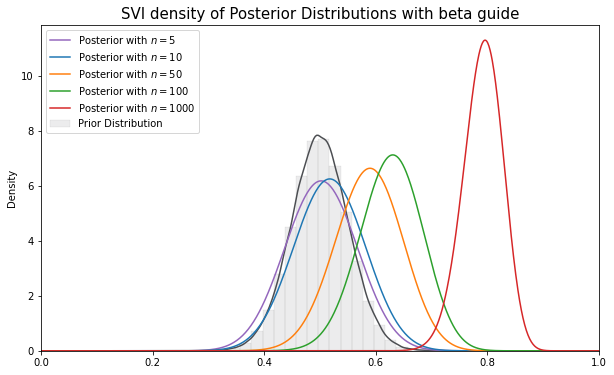 SVI density of Posterior Distributions with beta guide
Posterior with n = 5
Posterior with n = 10
Posterior with n = 50
Posterior with n = 100
Posterior with n = 1000
Prior Distribution
Density
10
8
6
4
2
0
0.0 0.2 0.4 0.6 0.8 1.0